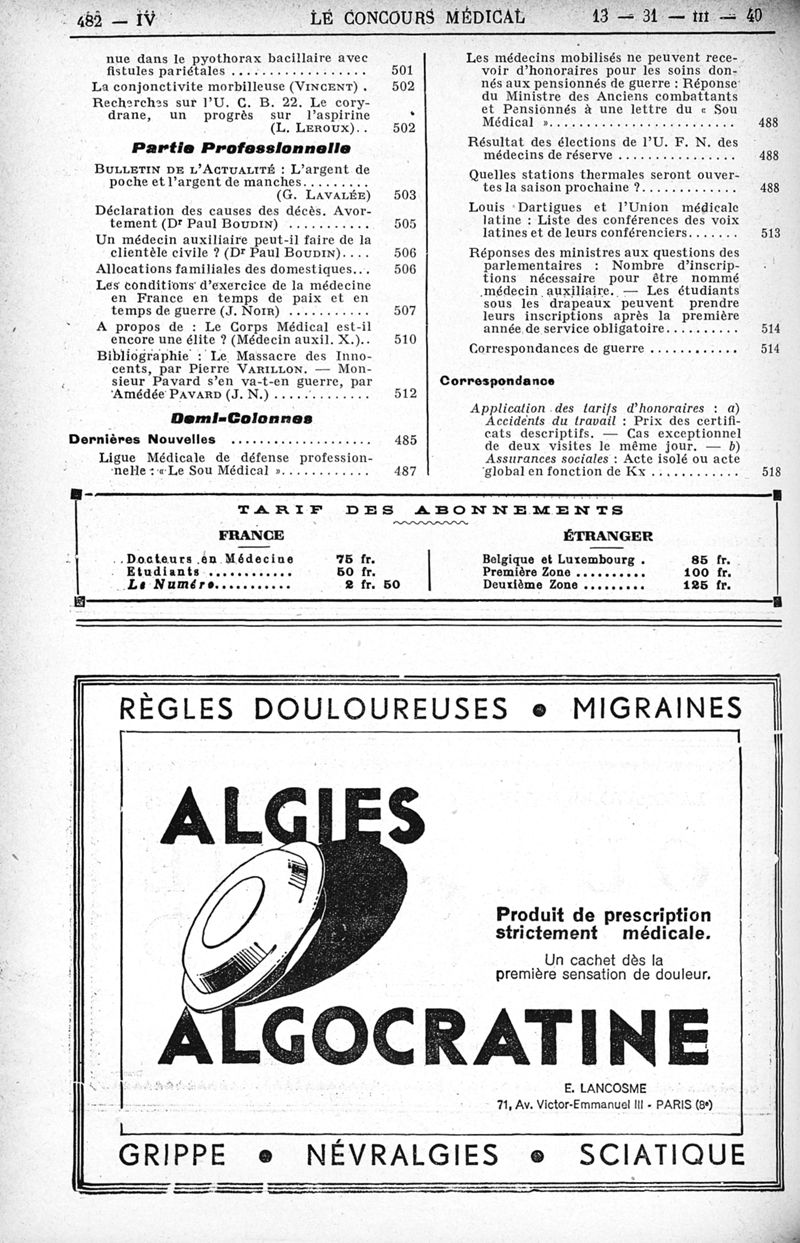 482 — IV LE CONCOURS MÉDICAL 13 — 31 — III — 40
nue dans le pyothorax bacillaire avec
fistules pariétales .................. 501
La conjonctivite morbilleuse (VINCENT) . 502
Recherches sur l'U. C. B. 22. Le cory-
drane, un progrès sur l'aspirine
(L. LEROUX).. 502
Partie Professionnelle
BULLETIN DE L'ACTUALITÉ : L'argent de
poche et l'argent de manches.........
(G. LAVALÉE) 503
Déclaration des causes des décès. Avor-
tement (Dr Paul BOUDIN) ........... 505
Un médecin auxiliaire peut-il faire de la
clientèle civile ? (Dr Paul BOUDIN).... 506
Allocations familiales des domestiques... 506
Les conditions d'exercice de la médecine
en France en temps de paix et en
temps de guerre (J. NOIR) ........... 507
A propos de : Le Corps Médical est-il
encore une élite ? (Médecin auxil. X.).. 510
Bibliographie : Le Massacre des Inno-
cents, par Pierre VARILLON. — Mon-
sieur Pavard s'en va-t-en guerre, par
Amédée PAVARD (J. N.) ............. 512
Demi-Colonnes
Dernières Nouvelles ................... 485
Ligue Médicale de défense profession-
nelle : « Le Sou Médical »............ 487
Les médecins mobilisés ne peuvent rece-
voir d'honoraires pour les soins don-
nés aux pensionnés de guerre : Réponse
du Ministre des Anciens combattants
et Pensionnés à une lettre du « Sou
Médical »........................ 488
Résultat des élections de l'U. F. N. des
médecins de réserve ................ 488
Quelles stations thermales seront ouver-
tes la saison prochaine ?............. 488
Louis Dartigues et l'Union médicale
latine : Liste des conférences des voix
latines et de leurs conférenciers....... 513
Réponses des ministres aux questions des
parlementaires : Nombre d'inscrip-
tions nécessaire pour être nommé
médecin auxiliaire. — Les étudiants
sous les drapeaux peuvent prendre
leurs inscriptions après la première
année de service obligatoire.......... 514
Correspondances de guerre ............ 514
Correspondance
Application des tarifs d'honoraires : a)
Accidents du travail : Prix des certifi-
cats descriptifs. — Cas exceptionnel
de deux visites le même jour. — b)
Assurances sociales : Acte isolé ou acte
global en fonction de Kx ............ 518
TARIF DES ABONNEMENTS
FRANCE
Docteurs en Médecine 75 fr.
Etudiants ............ 50 fr.
Le Numéro........... 2 fr. 50
ÉTRANGER
Belgique et Luxembourg . 85 fr.
Première Zone .......... 100 fr.
Deuxième Zone ......... 125 fr.
RÈGLES DOULOUREUSES • MIGRAINES
ALGIES
Produit de prescription
strictement médicale.
Un cachet dès la
première sensation de douleur.
ALGOCRATINE
E. LANCOSME
71, Av. Victor-Emmanuel III - PARIS (8e)
GRIPPE • NÉVRALGIES • SCIATIQUE